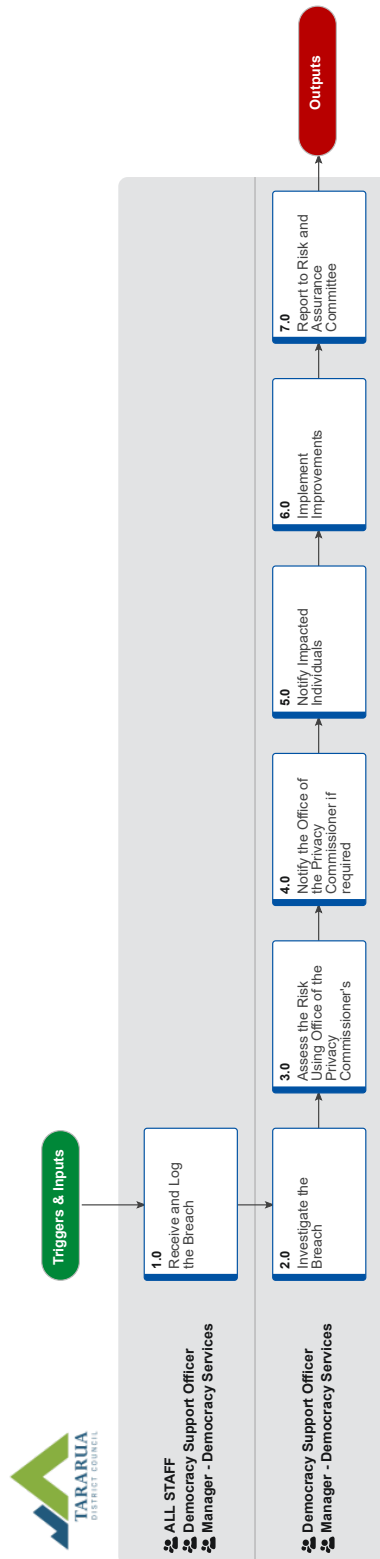 TARARUA
DISTRICT COUNCIL
Triggers & Inputs
ALL STAFF
Democracy Support Officer
Manager - Democracy Services
1.0
Receive and Log
the Breach
Democracy Support Officer
Manager - Democracy Services
2.0
Investigate the
Breach
3.0
Assess the Risk
Using Office of the
Privacy
Commissioner's
4.0
Notify the Office of
the Privacy
Commissioner if
required
5.0
Notify Impacted
Individuals
6.0
Implement
Improvements
7.0
Report to Risk and
Assurance
Committee
Outputs